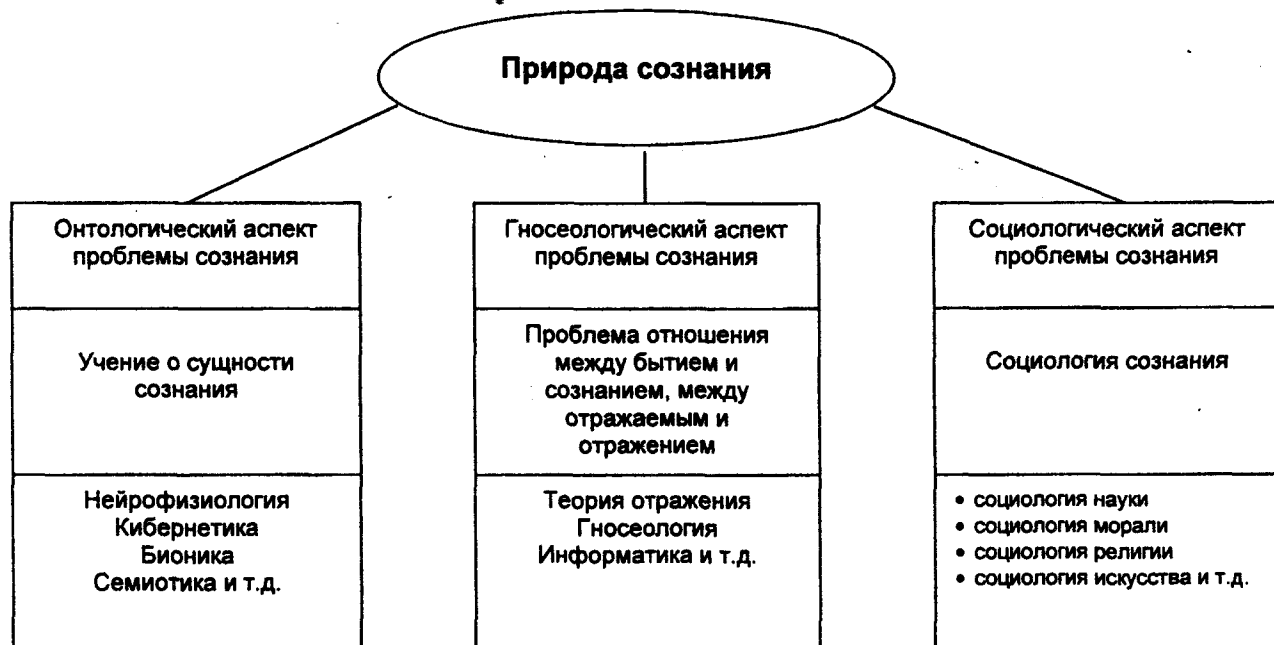 Природа сознания
Онтологический аспект
проблемы сознания
Учение о сущности
сознания
Нейрофизиология
Кибернетика
Бионика
Семиотика и т.д.
Гносеологический аспект
проблемы сознания
Проблема отношения
между бытием и
сознанием, между
отражаемым и
отражением
Теория отражения
Гносеология
Информатика и т.д.
Социологический аспект
проблемы сознания
Социология сознания
• социология науки
• социология морали
• социология религии
• социология искусства и т.д.